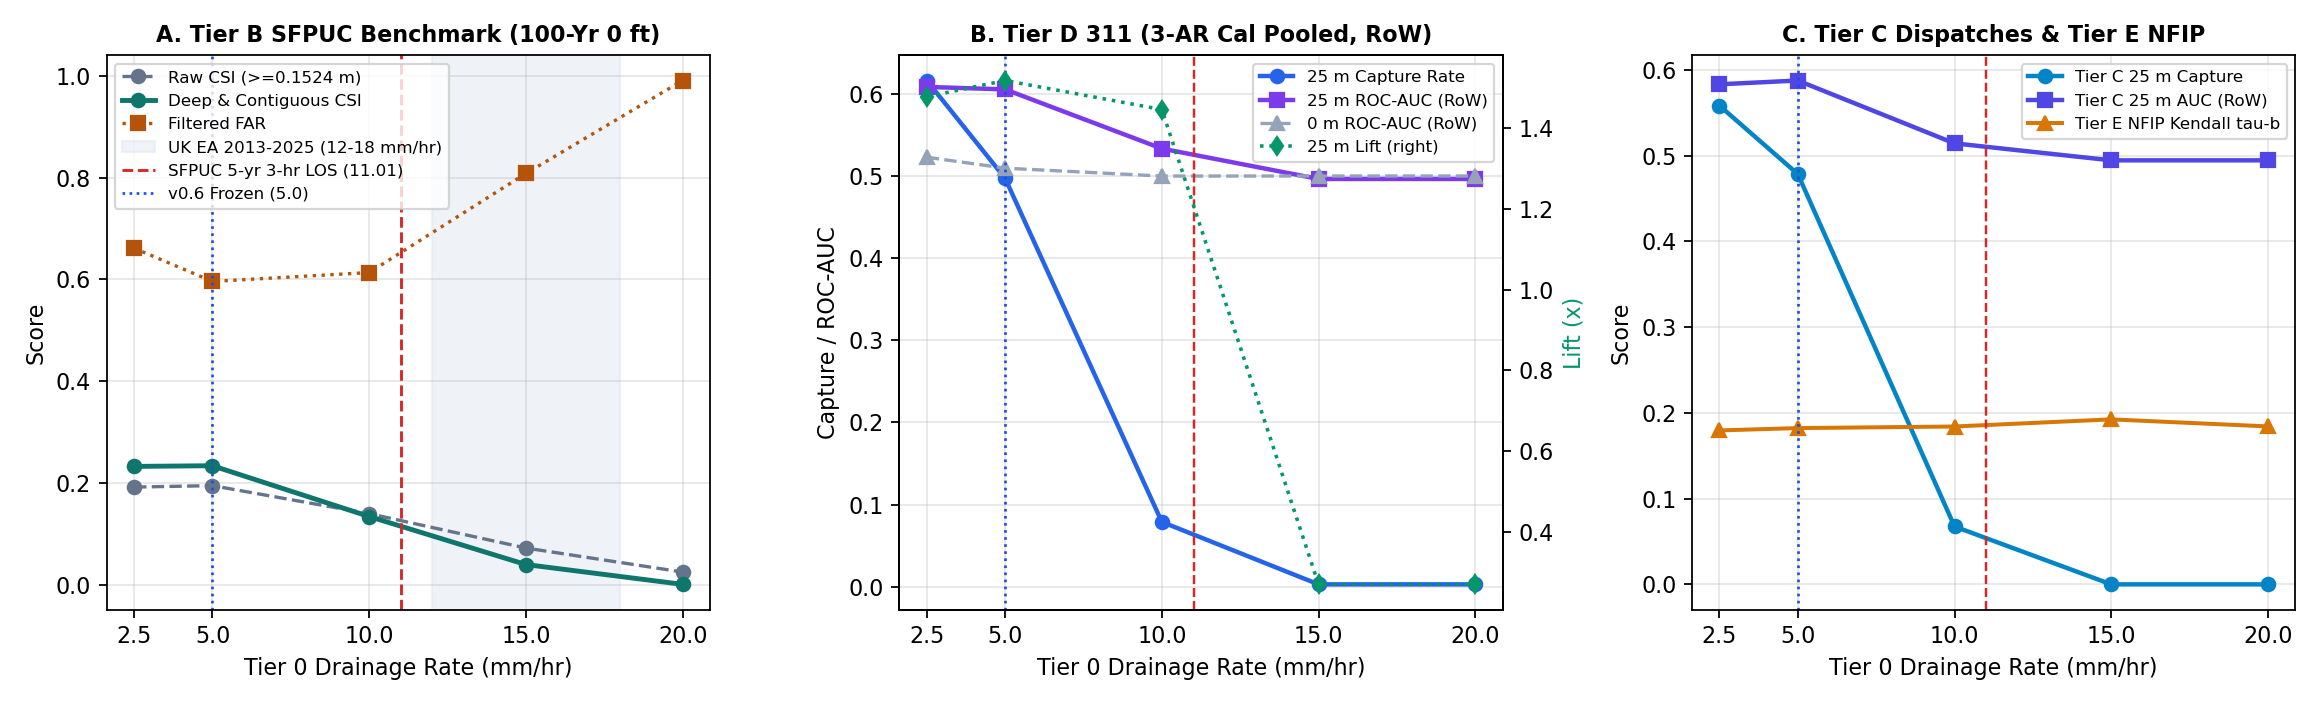 A. Tier B SFPUC Benchmark (100-Yr 0 ft)
Raw CSI (>=0.1524 m)
Deep & Contiguous CSI
Filtered FAR
UK EA 2013-2025 (12-18 mm/hr)
SFPUC 5-yr 3-hr LOS (11.01)
v0.6 Frozen (5.0)
Score
1.0
0.8
0.6
0.4
0.2
0.0
2.5 5.0 10.0 15.0 20.0
Tier 0 Drainage Rate (mm/hr)
B. Tier D 311 (3-AR Cal Pooled, RoW)
25 m Capture Rate
25 m ROC-AUC (RoW)
0 m ROC-AUC (RoW)
25 m Lift (right)
Capture / ROC-AUC
0.6
0.5
0.4
0.3
0.2
0.1
0.0
1.4
1.2
1.0
0.8
0.6
0.4
Lift (x)
2.5 5.0 10.0 15.0 20.0
Tier 0 Drainage Rate (mm/hr)
C. Tier C Dispatches & Tier E NFIP
Tier C 25 m Capture
Tier C 25 m AUC (RoW)
Tier E NFIP Kendall tau-b
Score
0.6
0.5
0.4
0.3
0.2
0.1
0.0
2.5 5.0 10.0 15.0 20.0
Tier 0 Drainage Rate (mm/hr)